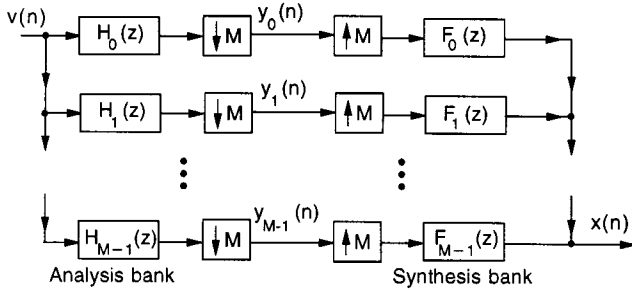 v(n) H₀(z) ↓M y₀(n) ↑M F₀(z)
H₁(z) ↓M y₁(n) ↑M F₁(z)
H_{M−1}(z) ↓M y_{M-1}(n) ↑M F_{M−1}(z) x(n)
Analysis bank Synthesis bank